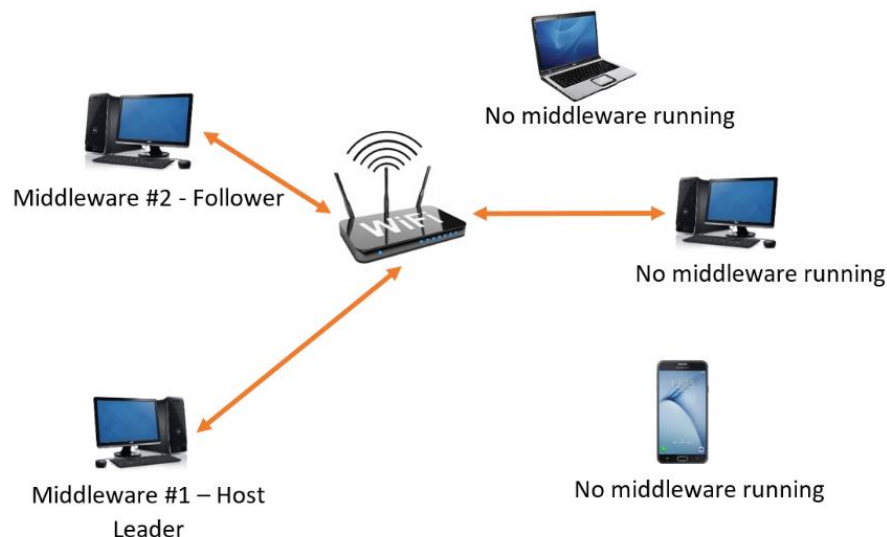 No middleware running
Middleware #2 - Follower
WiFi
No middleware running
Middleware #1 – Host
Leader
No middleware running